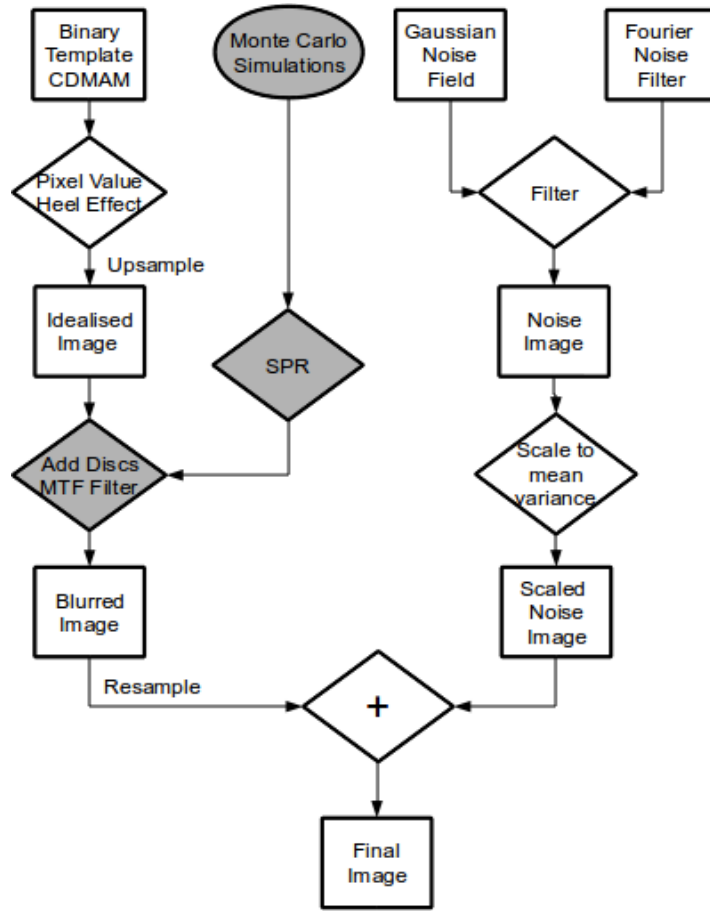 Binary
Template
CDMAM
Monte Carlo
Simulations
Gaussian
Noise
Field
Fourier
Noise
Filter
Pixel Value
Heel Effect
Filter
Upsample
Idealised
Image
Noise
Image
SPR
Add Discs
MTF Filter
Scale to
mean
variance
Blurred
Image
Scaled
Noise
Image
Resample
+
Final
Image